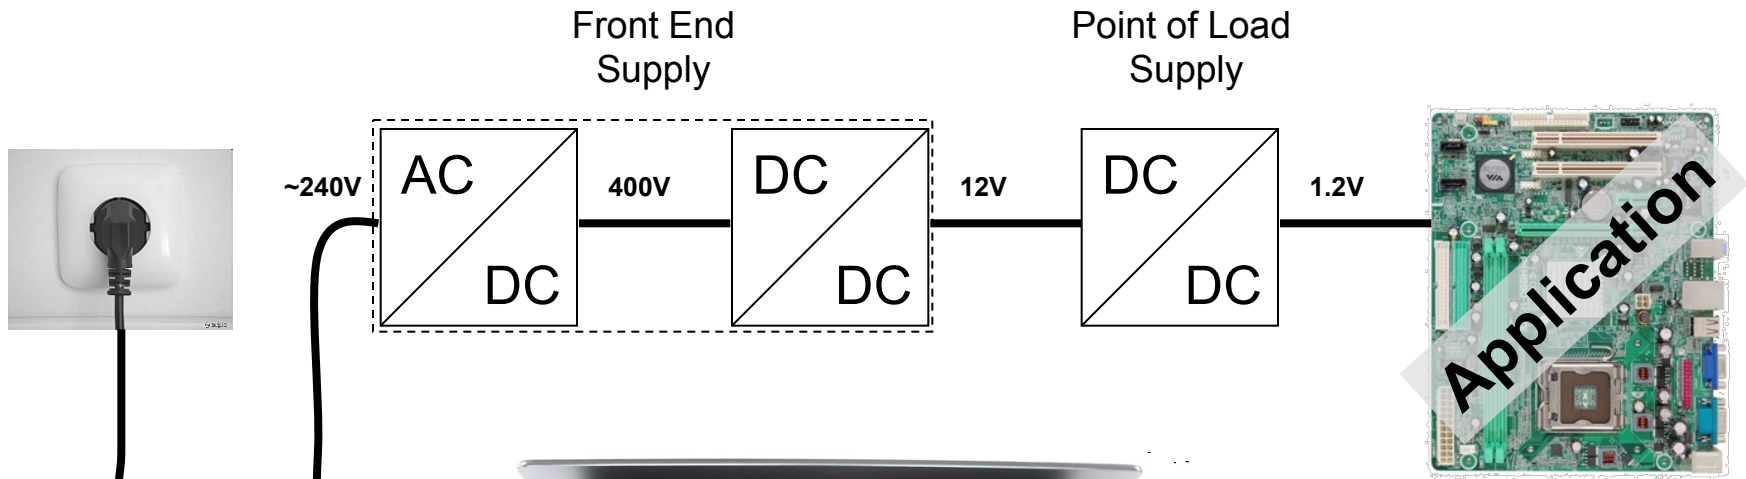 Front End
Supply
Point of Load
Supply
~240V
AC
DC
400V
DC
DC
12V
DC
DC
1.2V
VIA
Application